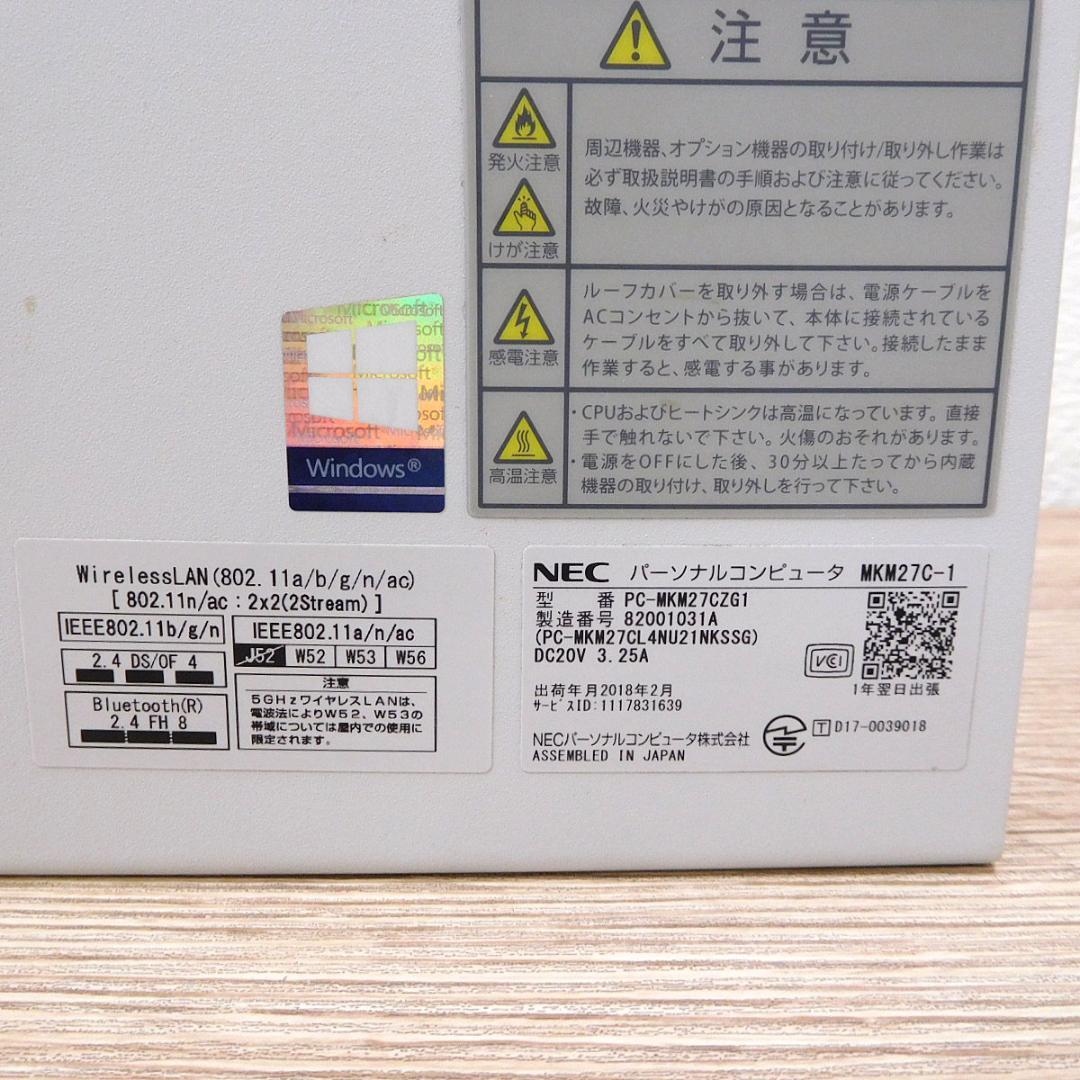 注意
発火注意
けが注意
周辺機器、オプション機器の取り付け/取り外し作業は
必ず取扱説明書の手順および注意に従ってください。
故障、火災やけがの原因となることがあります。
感電注意
ルーフカバーを取り外す場合は、電源ケーブルを
ACコンセントから抜いて、本体に接続されている
ケーブルをすべて取り外して下さい。接続したまま
作業すると、感電する事があります。
高温注意
・CPUおよびヒートシンクは高温になっています。直接
手で触れないで下さい。火傷のおそれがあります。
・電源をOFFにした後、30分以上たってから内蔵
機器の取り付け、取り外しを行って下さい。
Microsoft
Windows®
WirelessLAN(802.11a/b/g/n/ac)
[ 802.11n/ac : 2x2(2Stream) ]
IEEE802.11b/g/n
2.4 DS/OF 4
Bluetooth(R)
2.4 FH 8
IEEE802.11a/n/ac
J52 W52 W53 W56
注意
5GHzワイヤレスLANは、
電波法によりW52、W53の
帯域については屋内での使用に
限定されます。
NEC パーソナルコンピュータ MKM27C-1
型番 PC-MKM27CZG1
製造番号 82001031A
(PC-MKM27CL4NU21NKSSG)
DC20V 3.25A
VCCI
1年翌日出張
出荷年月2018年2月
サービスID:1117831639
NECパーソナルコンピュータ株式会社
T D17-0039018
ASSEMBLED IN JAPAN